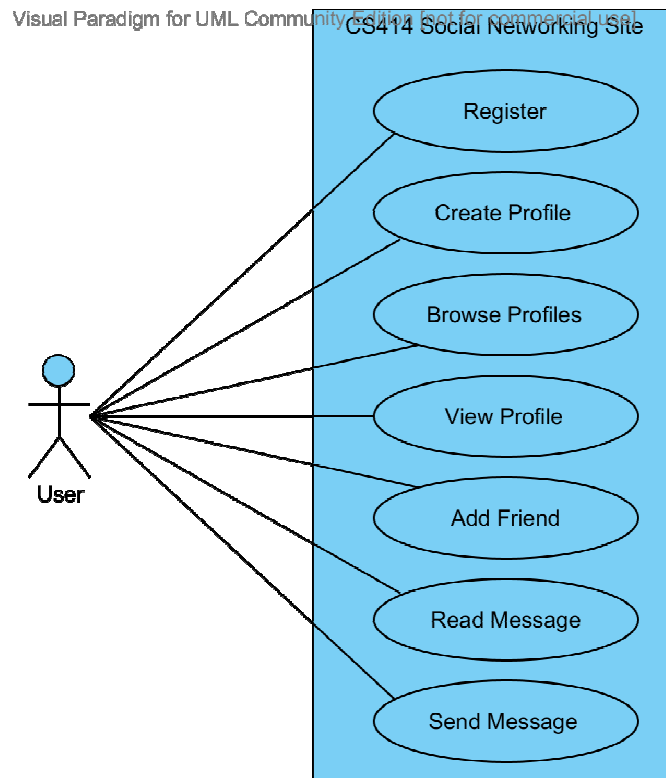 Visual Paradigm for UML Community Edition [not for commercial use]
CS414 Social Networking Site
Register
Create Profile
Browse Profiles
View Profile
Add Friend
User
Read Message
Send Message